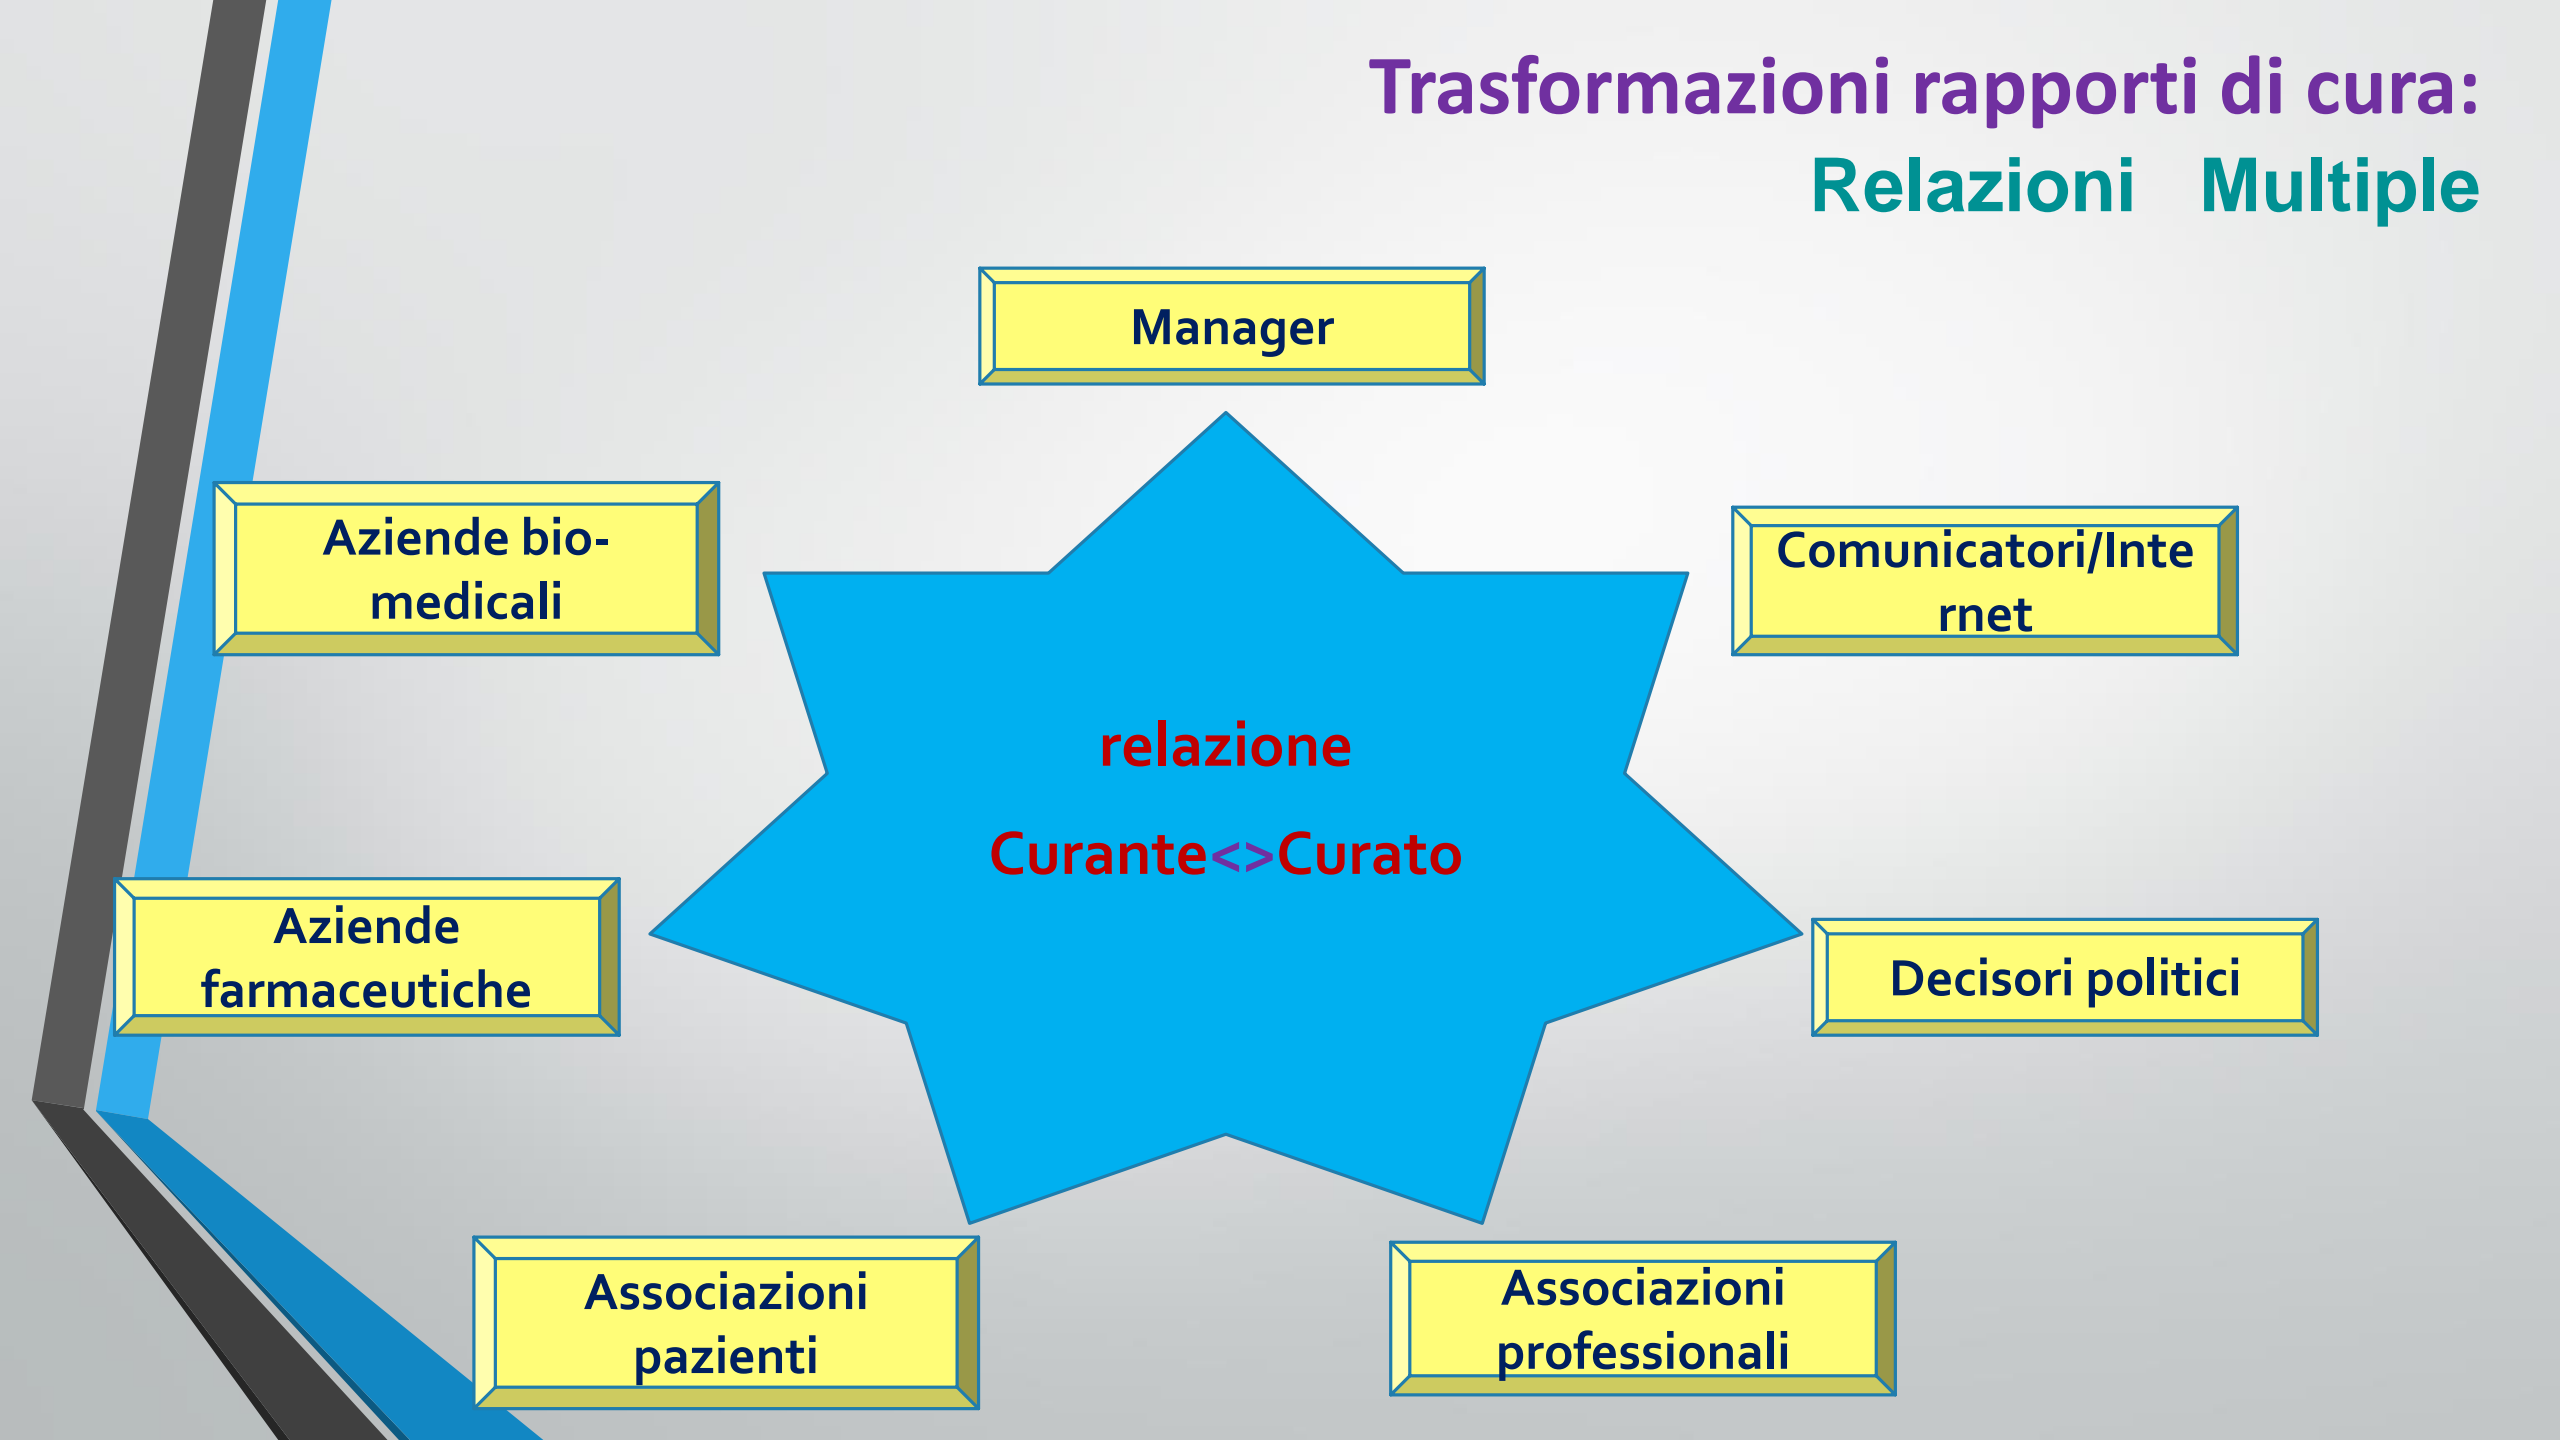 Trasformazioni rapporti di cura:
Relazioni Multiple
Manager
Aziende bio-
medicali
Comunicatori/Inte
rnet
relazione
Curante<>Curato
Aziende
farmaceutiche
Decisori politici
Associazioni
pazienti
Associazioni
professionali